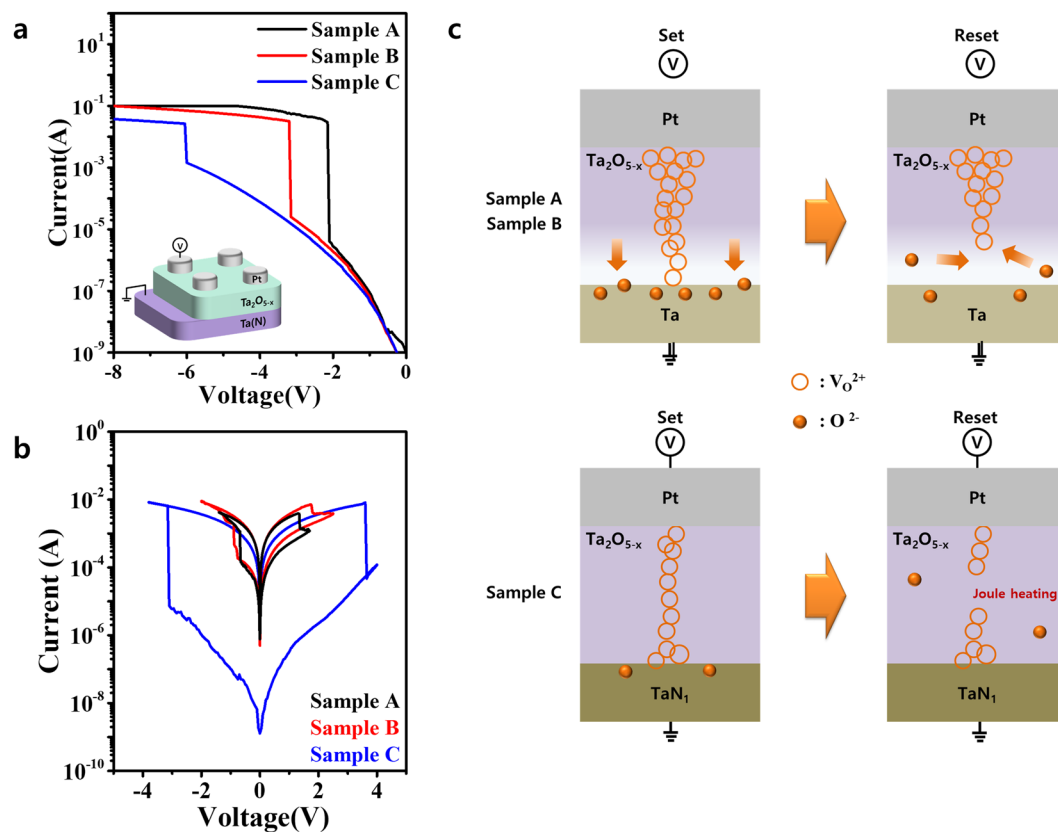 a
Sample A
Sample B
Sample C
10¹
10⁻¹
10⁻³
10⁻⁵
10⁻⁷
10⁻⁹
Current(A)
V
Pt
Ta₂O₅₋ₓ
Ta(N)
-8 -6 -4 -2 0
Voltage(V)
b
10⁰
10⁻²
10⁻⁴
10⁻⁶
10⁻⁸
10⁻¹⁰
Current (A)
Sample A
Sample B
Sample C
-4 -2 0 2 4
Voltage(V)
c
Set
Reset
V
V
Pt
Pt
Ta₂O₅₋ₓ
Ta₂O₅₋ₓ
Sample A
Sample B
Ta
Ta
: V₀²⁺
: O ²⁻
Set
Reset
V
V
Pt
Pt
Ta₂O₅₋ₓ
Ta₂O₅₋ₓ
Sample C
Joule heating
TaN₁
TaN₁